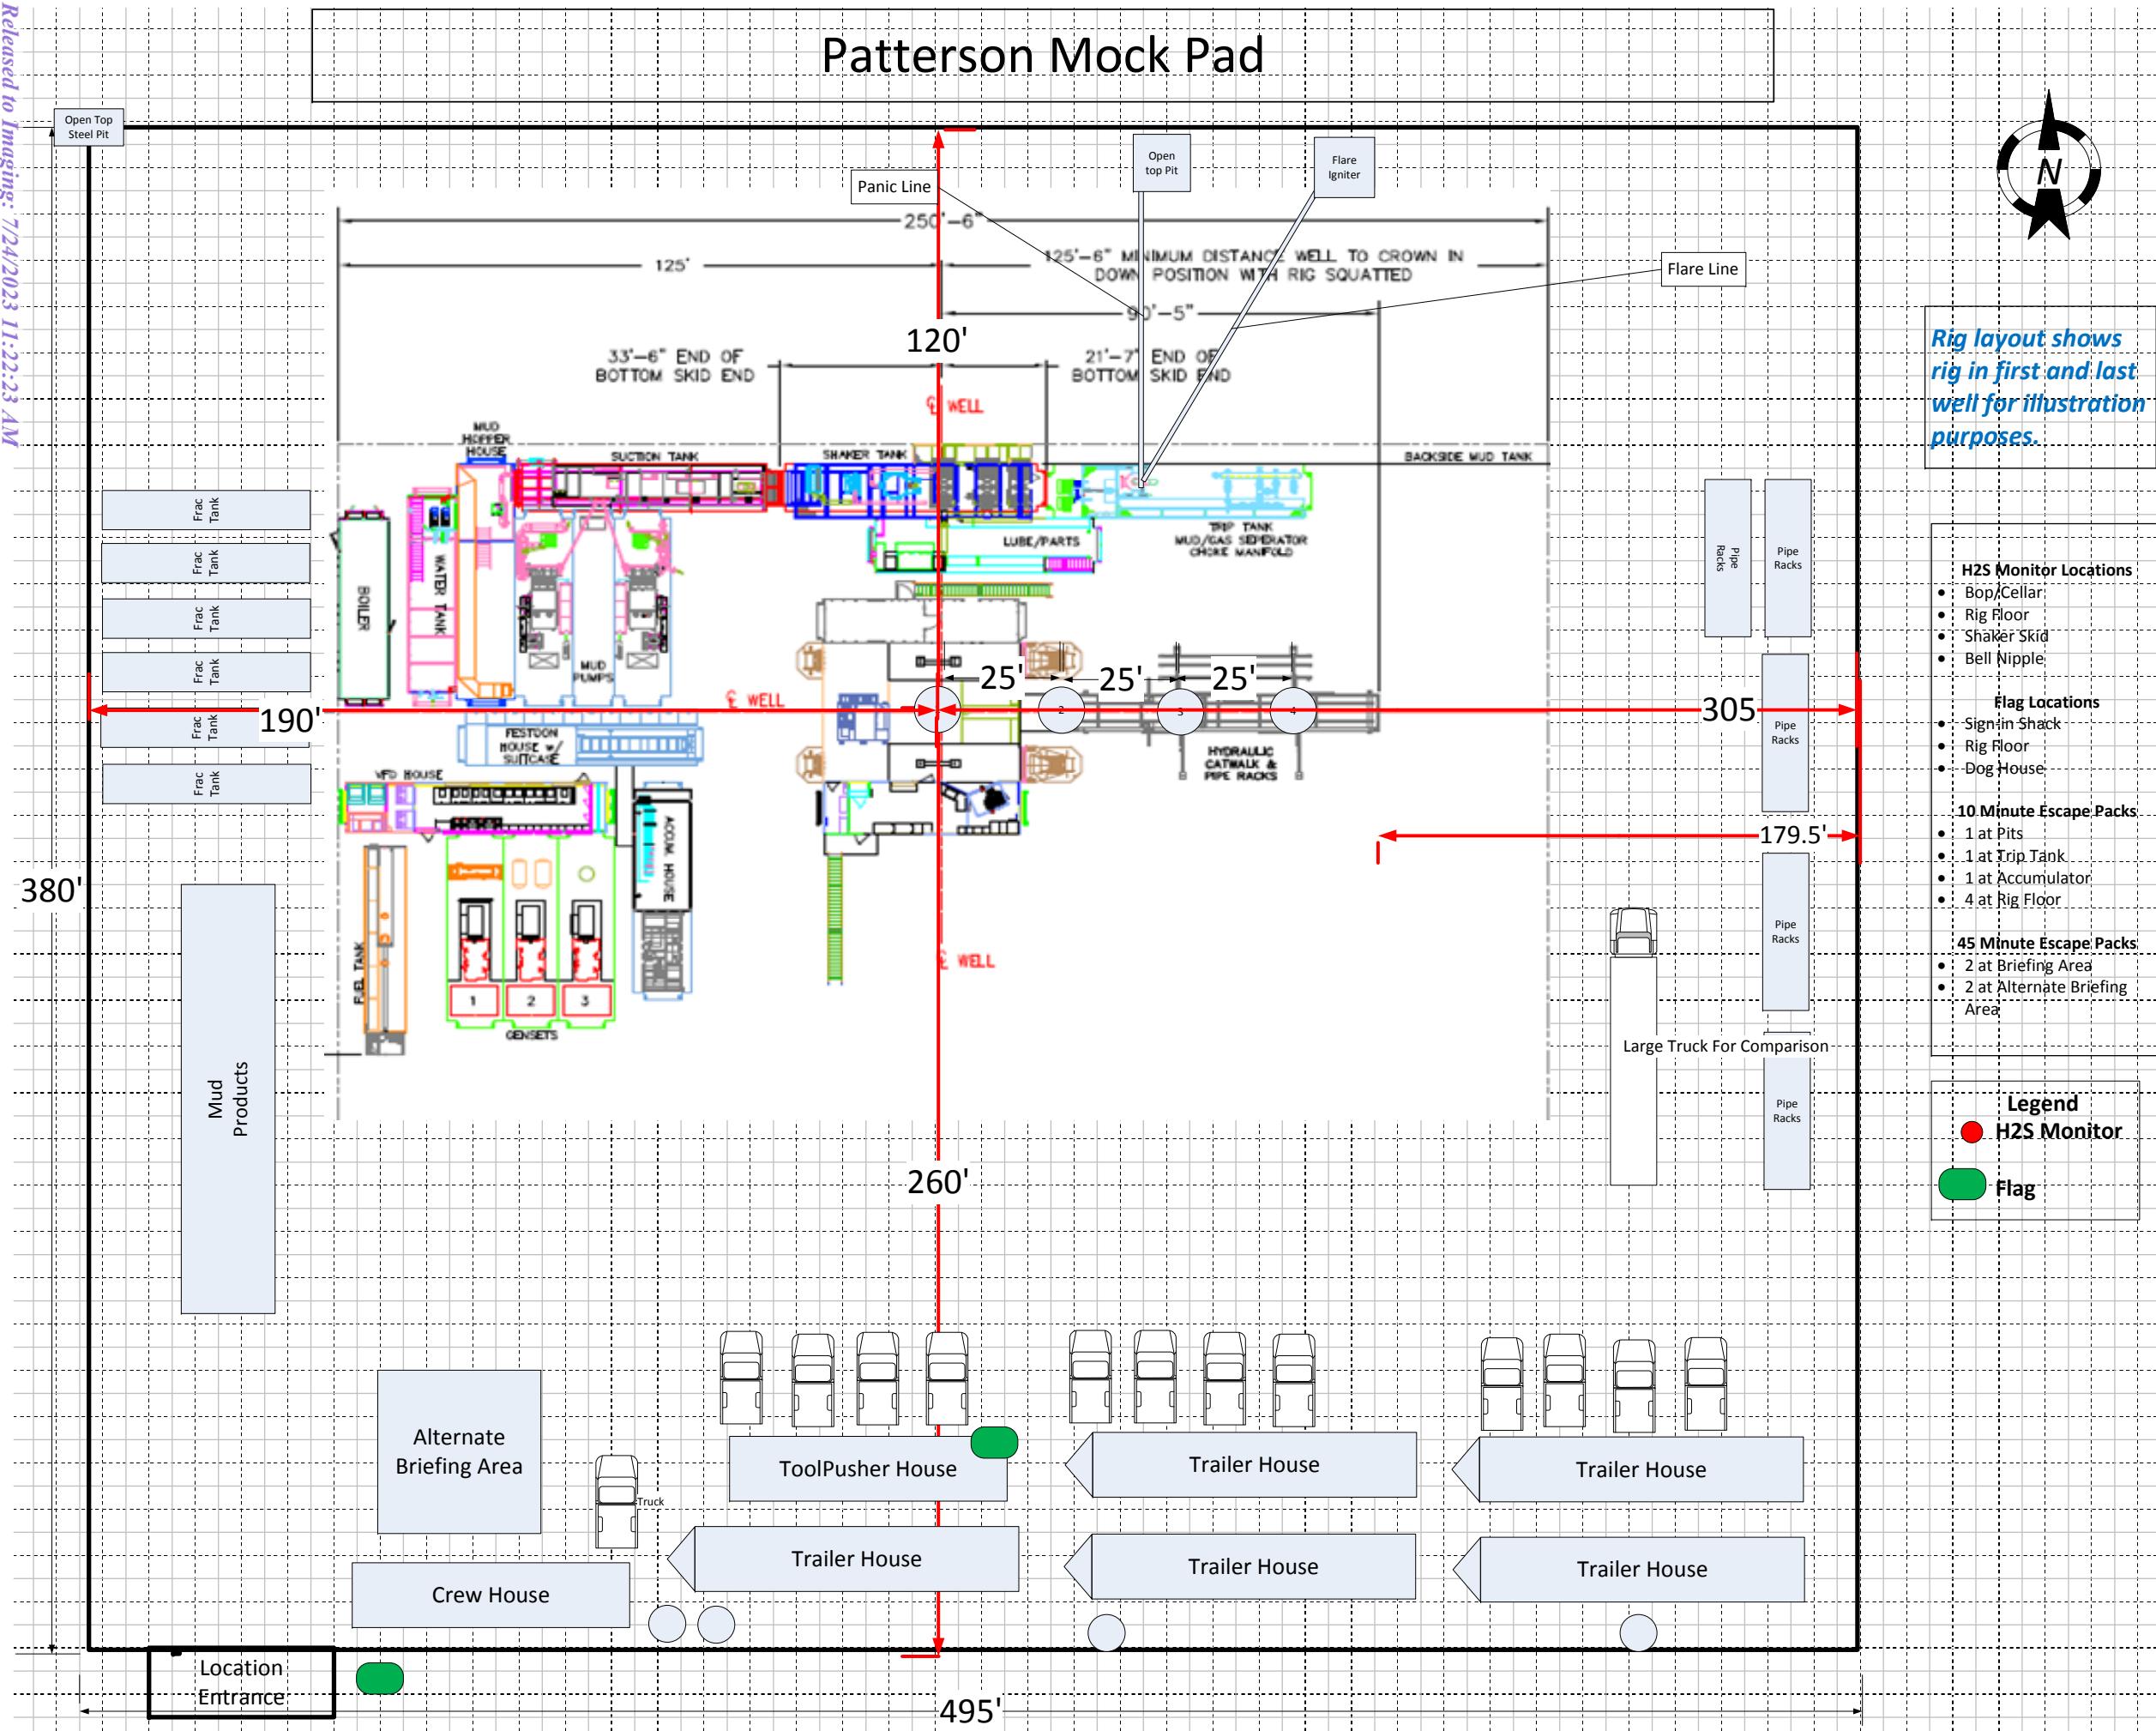 Released to Imaging: 7/24/2023 11:22:23 AM
Patterson Mock Pad
Open Top
Steel Pit
Open
top Pit
Flare
Igniter
N
Panic Line
250'-6"
125'
125'-6" MINIMUM DISTANCE WELL TO CROWN IN
DOWN POSITION WITH RIG SQUATTED
Flare Line
90'-5"
120'
33'-6" END OF
BOTTOM SKID END
21'-7" END OF
BOTTOM SKID END
Rig layout shows
rig in first and last
well for illustration
purposes.
℄ WELL
MUD
HOPPER
HOUSE
SUCTION TANK
SHAKER TANK
BACKSIDE MUD TANK
Frac
Tank
Frac
Tank
Frac
Tank
Frac
Tank
Frac
Tank
Frac
Tank
BOILER
WATER TANK
MUD
PUMPS
LUBE/PARTS
TRIP TANK
MUD/GAS SEPERATOR
CHOKE MANIFOLD
Pipe
Racks
Pipe
Racks
H2S Monitor Locations
• Bop/Cellar
• Rig Floor
• Shaker Skid
• Bell Nipple
Flag Locations
• Sign-in Shack
• Rig Floor
• Dog House
10 Minute Escape Packs
• 1 at Pits
• 1 at Trip Tank
• 1 at Accumulator
• 4 at Rig Floor
45 Minute Escape Packs
• 2 at Briefing Area
• 2 at Alternate Briefing
Area
25'
25'
25'
℄ WELL
190'
2
3
4
305
Pipe
Racks
FESTOON
HOUSE w/
SUITCASE
HYDRAULIC
CATWALK &
PIPE RACKS
VFD HOUSE
ACCUM. HOUSE
179.5'
380'
Pipe
Racks
FUEL TANK
℄ WELL
1
2
3
GENSETS
Large Truck For Comparison
Mud
Products
Pipe
Racks
Legend
H2S Monitor
Flag
260'
Alternate
Briefing Area
ToolPusher House
Trailer House
Trailer House
Truck
Trailer House
Trailer House
Trailer House
Crew House
Location
Entrance
495'